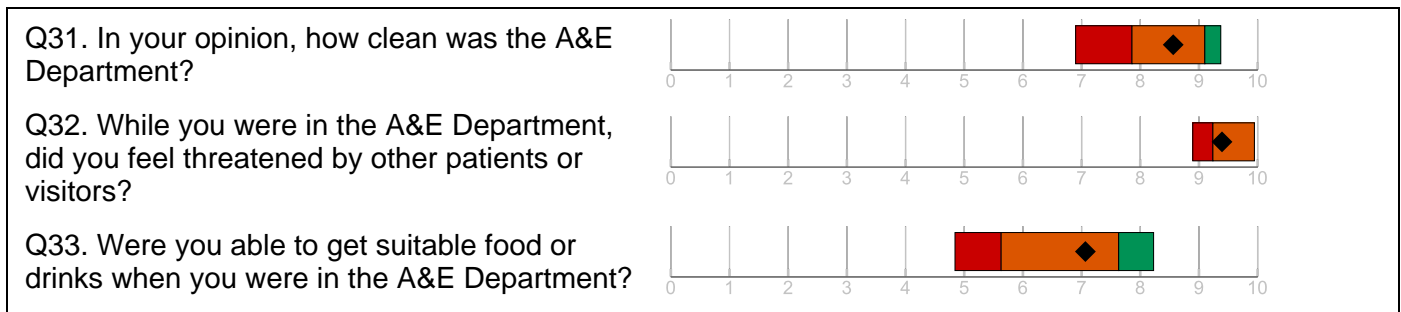 Q31. In your opinion, how clean was the A&E
Department?
0 1 2 3 4 5 6 7 8 9 10
Q32. While you were in the A&E Department,
did you feel threatened by other patients or
visitors?
0 1 2 3 4 5 6 7 8 9 10
Q33. Were you able to get suitable food or
drinks when you were in the A&E Department?
0 1 2 3 4 5 6 7 8 9 10